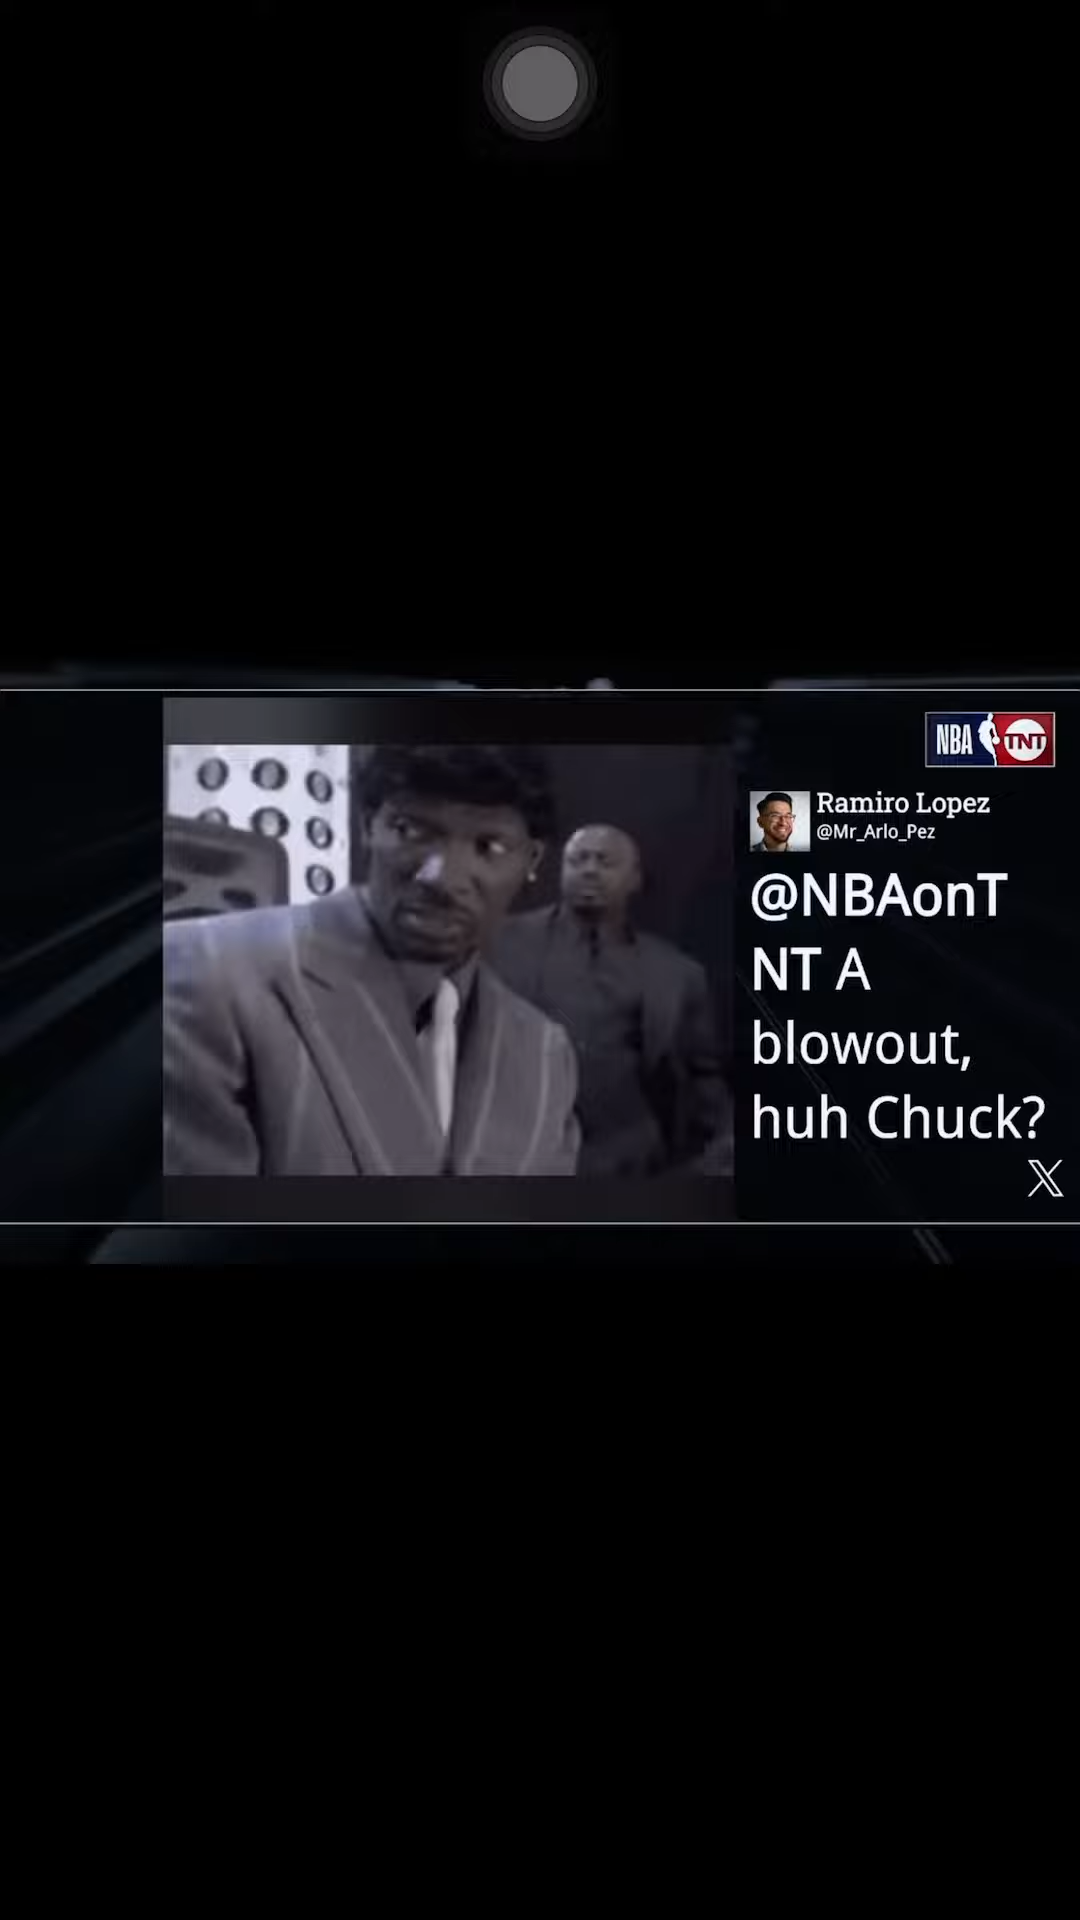 NBA TNT
Ramiro Lopez
@Mr_Arlo_Pez
@NBAonT
NT A
blowout,
huh Chuck?